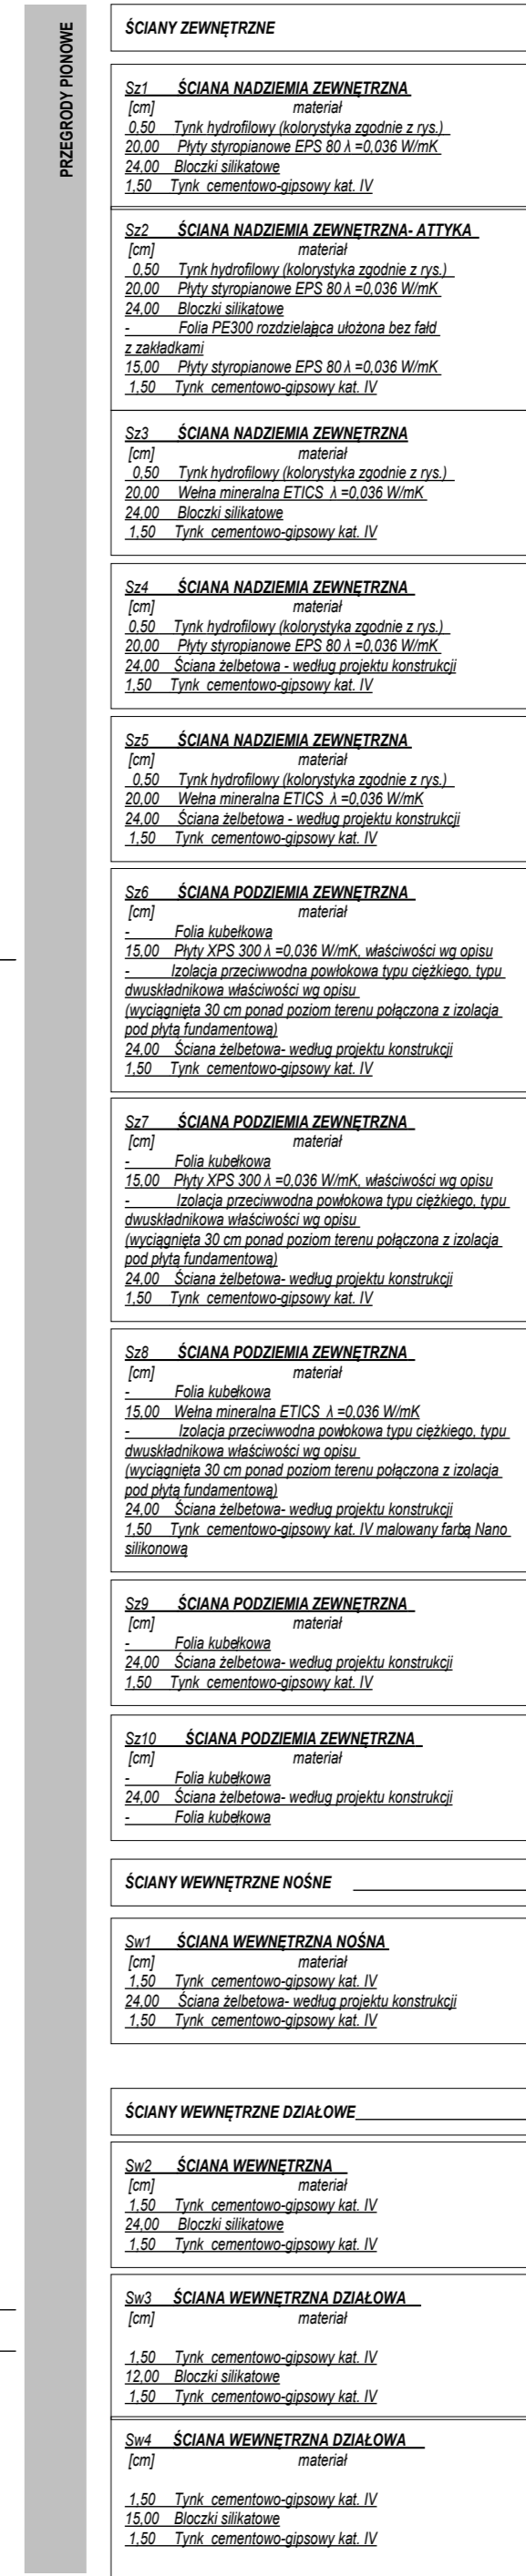 PRZEGRODY PIONOWE
ŚCIANY ZEWNĘTRZNE
Sz1 ŚCIANA NADZIEMIA ZEWNĘTRZNA
[cm] materiał
0,50 Tynk hydrofilowy (kolorystyka zgodnie z rys.)
20,00 Płyty styropianowe EPS 80 λ =0,036 W/mK
24,00 Bloczki silikatowe
1,50 Tynk cementowo-gipsowy kat. IV
Sz2 ŚCIANA NADZIEMIA ZEWNĘTRZNA- ATTYKA
[cm] materiał
0,50 Tynk hydrofilowy (kolorystyka zgodnie z rys.)
20,00 Płyty styropianowe EPS 80 λ =0,036 W/mK
24,00 Bloczki silikatowe
- Folia PE300 rozdzielająca ułożona bez fałd
z zakładkami
15,00 Płyty styropianowe EPS 80 λ =0,036 W/mK
1,50 Tynk cementowo-gipsowy kat. IV
Sz3 ŚCIANA NADZIEMIA ZEWNĘTRZNA
[cm] materiał
0,50 Tynk hydrofilowy (kolorystyka zgodnie z rys.)
20,00 Wełna mineralna ETICS λ =0,036 W/mK
24,00 Bloczki silikatowe
1,50 Tynk cementowo-gipsowy kat. IV
Sz4 ŚCIANA NADZIEMIA ZEWNĘTRZNA
[cm] materiał
0,50 Tynk hydrofilowy (kolorystyka zgodnie z rys.)
20,00 Płyty styropianowe EPS 80 λ =0,036 W/mK
24,00 Ściana żelbetowa - według projektu konstrukcji
1,50 Tynk cementowo-gipsowy kat. IV
Sz5 ŚCIANA NADZIEMIA ZEWNĘTRZNA
[cm] materiał
0,50 Tynk hydrofilowy (kolorystyka zgodnie z rys.)
20,00 Wełna mineralna ETICS λ =0,036 W/mK
24,00 Ściana żelbetowa - według projektu konstrukcji
1,50 Tynk cementowo-gipsowy kat. IV
Sz6 ŚCIANA PODZIEMIA ZEWNĘTRZNA
[cm] materiał
- Folia kubełkowa
15,00 Płyty XPS 300 λ =0,036 W/mK, właściwości wg opisu
- Izolacja przeciwwodna powłokowa typu ciężkiego, typu
dwuskładnikowa właściwości wg opisu
(wyciągnięta 30 cm ponad poziom terenu połączona z izolacja
pod płytą fundamentową)
24,00 Ściana żelbetowa- według projektu konstrukcji
1,50 Tynk cementowo-gipsowy kat. IV
Sz7 ŚCIANA PODZIEMIA ZEWNĘTRZNA
[cm] materiał
- Folia kubełkowa
15,00 Płyty XPS 300 λ =0,036 W/mK, właściwości wg opisu
- Izolacja przeciwwodna powłokowa typu ciężkiego, typu
dwuskładnikowa właściwości wg opisu
(wyciągnięta 30 cm ponad poziom terenu połączona z izolacja
pod płytą fundamentową)
24,00 Ściana żelbetowa- według projektu konstrukcji
1,50 Tynk cementowo-gipsowy kat. IV
Sz8 ŚCIANA PODZIEMIA ZEWNĘTRZNA
[cm] materiał
- Folia kubełkowa
15,00 Wełna mineralna ETICS λ =0,036 W/mK
- Izolacja przeciwwodna powłokowa typu ciężkiego, typu
dwuskładnikowa właściwości wg opisu
(wyciągnięta 30 cm ponad poziom terenu połączona z izolacja
pod płytą fundamentową)
24,00 Ściana żelbetowa- według projektu konstrukcji
1,50 Tynk cementowo-gipsowy kat. IV malowany farbą Nano
silikonową
Sz9 ŚCIANA PODZIEMIA ZEWNĘTRZNA
[cm] materiał
- Folia kubełkowa
24,00 Ściana żelbetowa- według projektu konstrukcji
1,50 Tynk cementowo-gipsowy kat. IV
Sz10 ŚCIANA PODZIEMIA ZEWNĘTRZNA
[cm] materiał
- Folia kubełkowa
24,00 Ściana żelbetowa- według projektu konstrukcji
- Folia kubełkowa
ŚCIANY WEWNĘTRZNE NOŚNE
Sw1 ŚCIANA WEWNĘTRZNA NOŚNA
[cm] materiał
1,50 Tynk cementowo-gipsowy kat. IV
24,00 Ściana żelbetowa- według projektu konstrukcji
1,50 Tynk cementowo-gipsowy kat. IV
ŚCIANY WEWNĘTRZNE DZIAŁOWE
Sw2 ŚCIANA WEWNĘTRZNA
[cm] materiał
1,50 Tynk cementowo-gipsowy kat. IV
24,00 Bloczki silikatowe
1,50 Tynk cementowo-gipsowy kat. IV
Sw3 ŚCIANA WEWNĘTRZNA DZIAŁOWA
[cm] materiał
1,50 Tynk cementowo-gipsowy kat. IV
12,00 Bloczki silikatowe
1,50 Tynk cementowo-gipsowy kat. IV
Sw4 ŚCIANA WEWNĘTRZNA DZIAŁOWA
[cm] materiał
1,50 Tynk cementowo-gipsowy kat. IV
15,00 Bloczki silikatowe
1,50 Tynk cementowo-gipsowy kat. IV